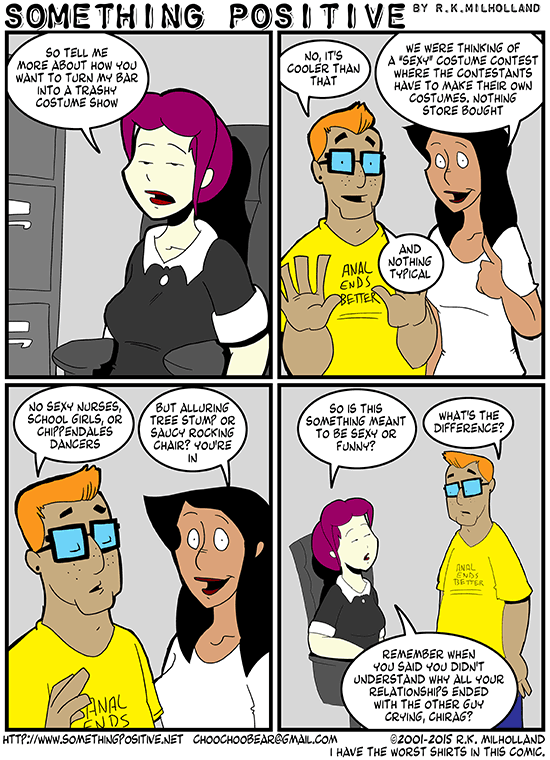 SOMETHING POSITIVE BY R.K.MILHOLLAND
SO TELL ME
MORE ABOUT HOW YOU
WANT TO TURN MY BAR
INTO A TRASHY
COSTUME SHOW
NO, IT'S
COOLER THAN
THAT
WE WERE THINKING OF
A "SEXY" COSTUME CONTEST
WHERE THE CONTESTANTS
HAVE TO MAKE THEIR OWN
COSTUMES. NOTHING
STORE BOUGHT
AND
NOTHING
TYPICAL
ANAL
ENDS
BETTER
NO SEXY NURSES,
SCHOOL GIRLS, OR
CHIPPENDALES
DANCERS
BUT ALLURING
TREE STUMP OR
SAUCY ROCKING
CHAIR? YOU'RE
IN
ANAL
ENDS
SO IS THIS
SOMETHING MEANT
TO BE SEXY OR
FUNNY?
WHAT'S THE
DIFFERENCE?
ANAL
ENDS
BETTER
REMEMBER WHEN
YOU SAID YOU DIDN'T
UNDERSTAND WHY ALL YOUR
RELATIONSHIPS ENDED
WITH THE OTHER GUY
CRYING, CHIRAG?
HTTP://WWW.SOMETHINGPOSITIVE.NET CHOOCHOOBEAR@GMAIL.COM ©2001-2015 R.K. MILHOLLAND
I HAVE THE WORST SHIRTS IN THIS COMIC.